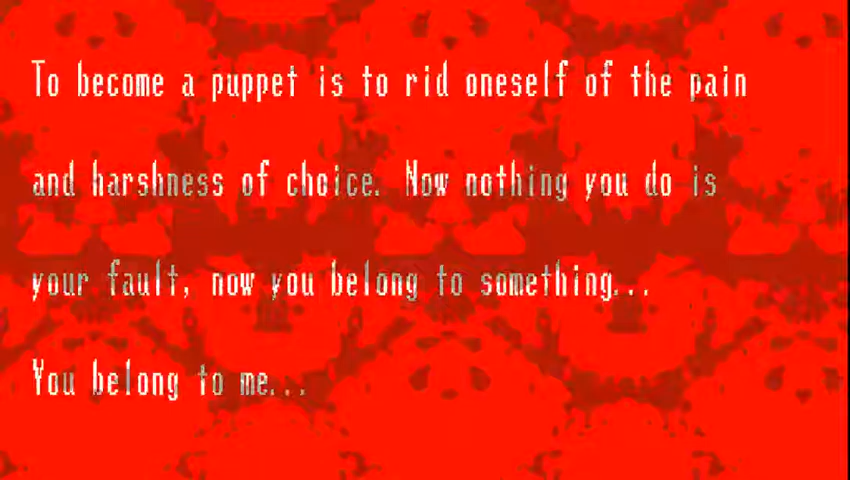 To become a puppet is to rid oneself of the pain
and harshness of choice. Now nothing you do is
your fault, now you belong to something...
You belong to me...